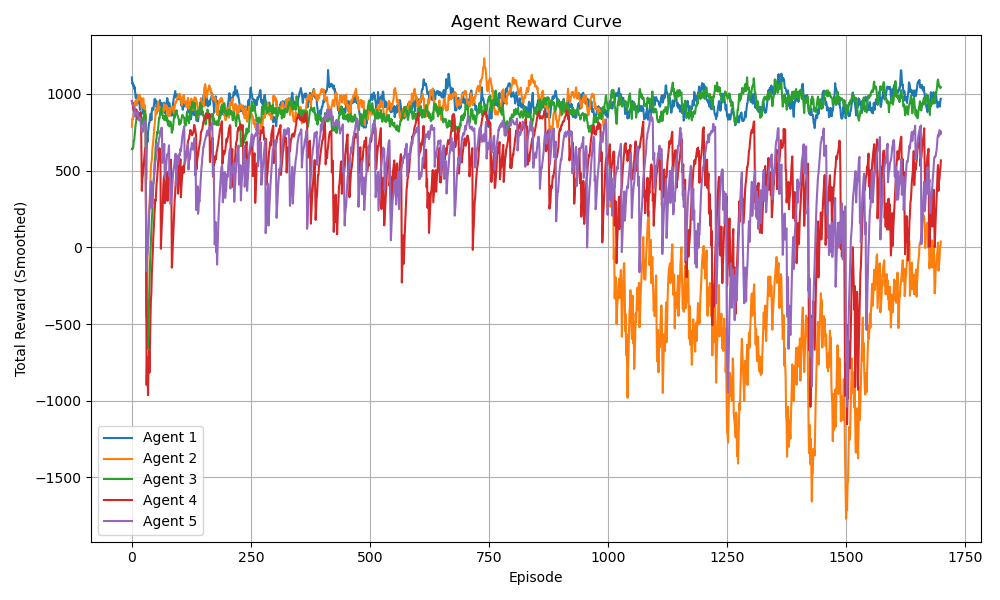 Agent Reward Curve
Total Reward (Smoothed)
1000
500
0
−500
−1000
−1500
Agent 1
Agent 2
Agent 3
Agent 4
Agent 5
0 250 500 750 1000 1250 1500 1750
Episode